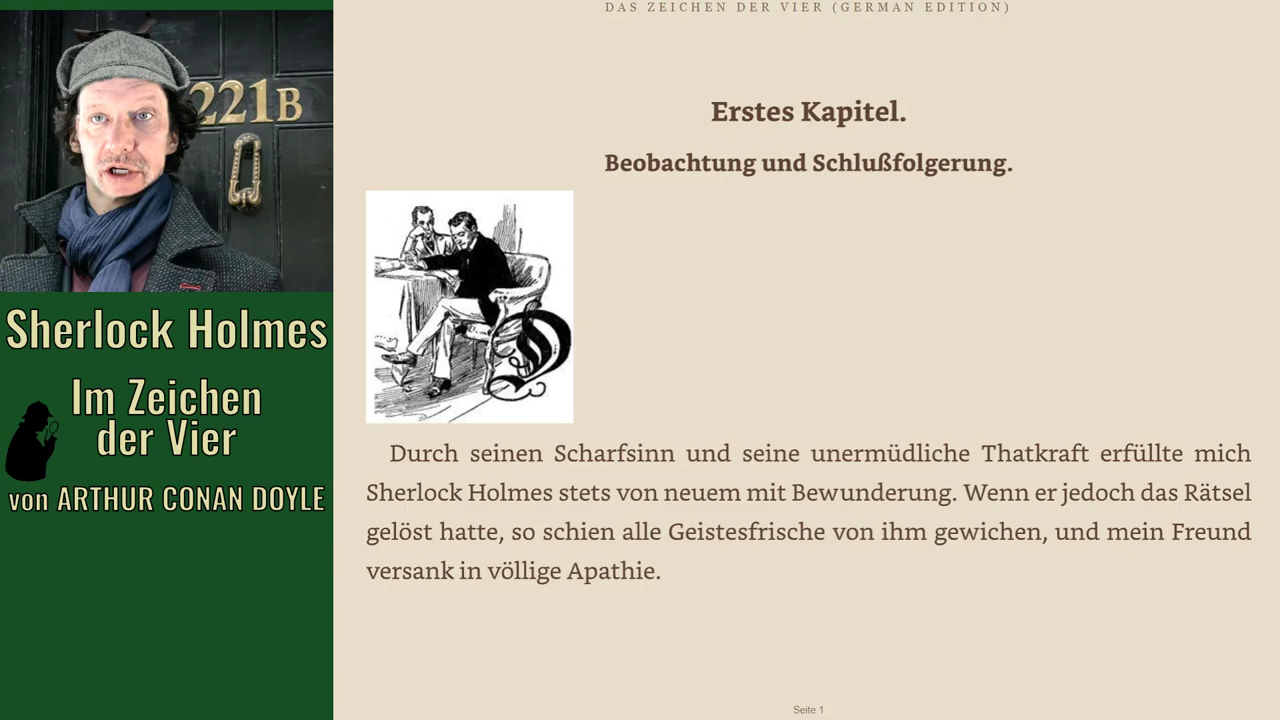 DAS ZEICHEN DER VIER (GERMAN EDITION)
221B
Sherlock Holmes
Im Zeichen
der Vier
von ARTHUR CONAN DOYLE
Erstes Kapitel.
Beobachtung und Schlußfolgerung.
D
Durch seinen Scharfsinn und seine unermüdliche Thatkraft erfüllte mich
Sherlock Holmes stets von neuem mit Bewunderung. Wenn er jedoch das Rätsel
gelöst hatte, so schien alle Geistesfrische von ihm gewichen, und mein Freund
versank in völlige Apathie.
Seite 1